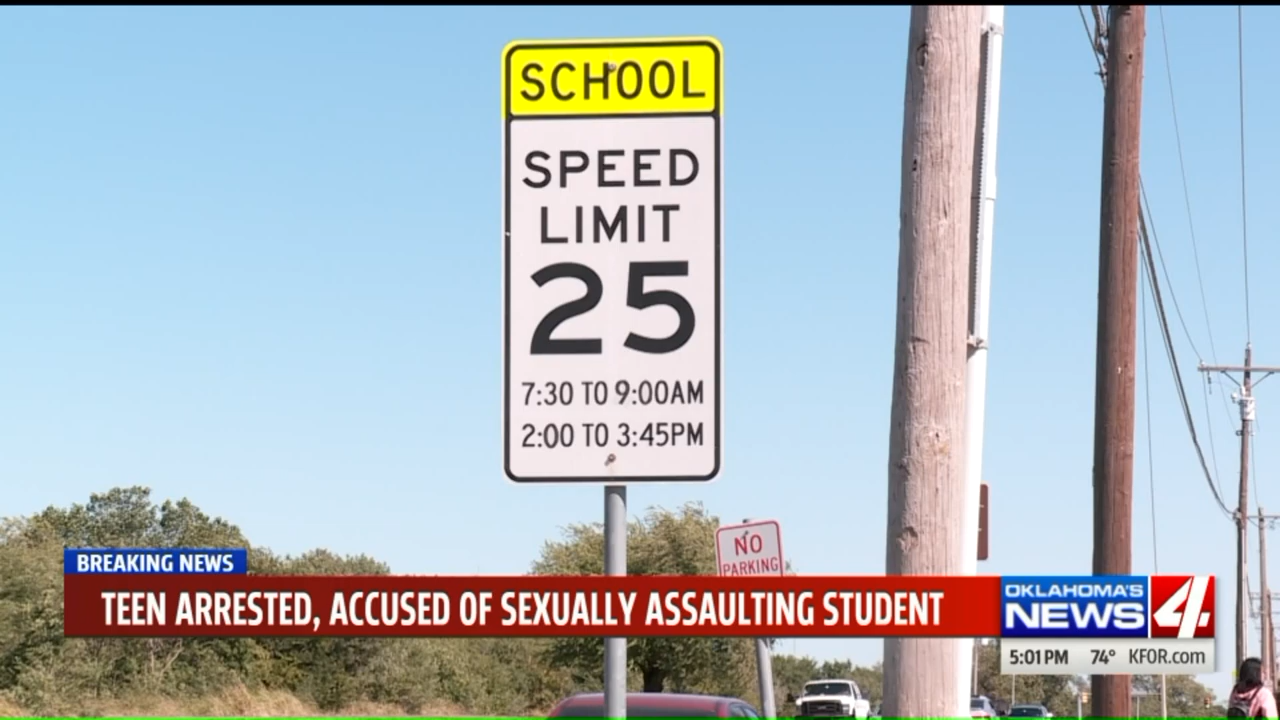 SCHOOL
SPEED
LIMIT
25
7:30 TO 9:00AM
2:00 TO 3:45PM
NO
PARKING
BREAKING NEWS
TEEN ARRESTED, ACCUSED OF SEXUALLY ASSAULTING STUDENT
OKLAHOMA'S
NEWS 4
5:01 PM 74° KFOR.com